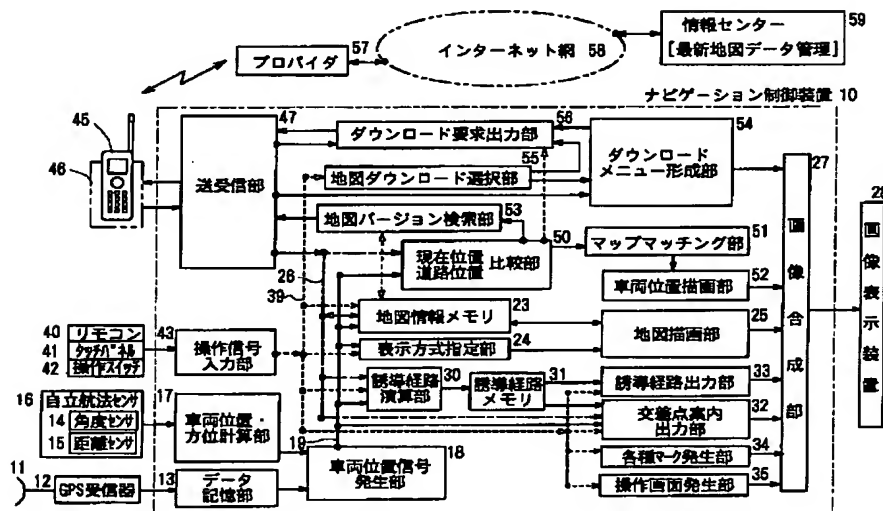 情報センター 59
[最新地図データ管理]
インターネット網 58
57
プロバイダ
ナビゲーション制御装置 10
45
46
47
送受信部
56
ダウンロード要求出力部
55
地図ダウンロード選択部
54
ダウンロード
メニュー形成部
27
画像合成部
28
画像表示装置
53
地図バージョン検索部
50
現在位置
道路位置
比較部
51
マップマッチング部
52
車両位置描画部
26
39
23
地図情報メモリ
25
地図描画部
24
表示方式指定部
40 リモコン
41 タッチパネル
42 操作スイッチ
43
操作信号
入力部
30
誘導経路
演算部
31
誘導経路
メモリ
33
誘導経路出力部
32
交差点案内
出力部
34
各種マーク発生部
35
操作画面発生部
16 自立航法センサ
14 角度センサ
15 距離センサ
17
車両位置・
方位計算部
19
18
車両位置信号
発生部
11
12
GPS受信器
13
データ
記憶部